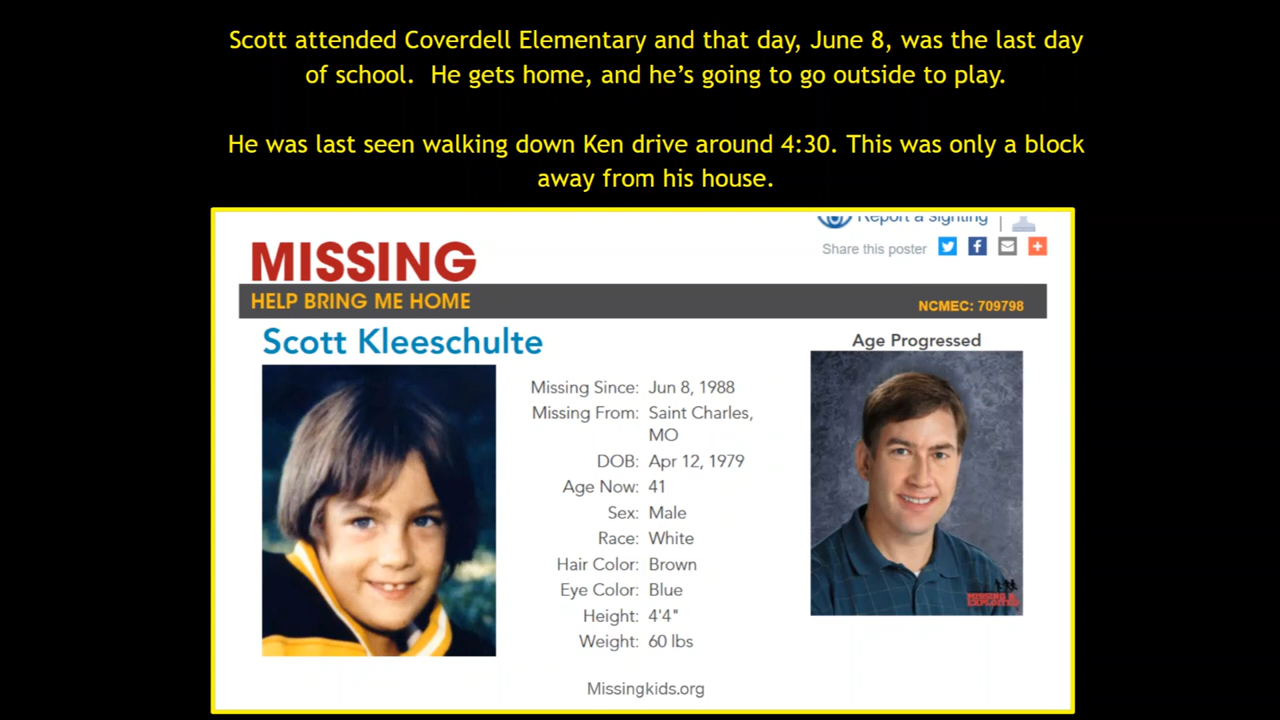 Scott attended Coverdell Elementary and that day, June 8, was the last day
of school.  He gets home, and he's going to go outside to play.
He was last seen walking down Ken drive around 4:30. This was only a block
away from his house.
Report a sighting
Share this poster
MISSING
HELP BRING ME HOME
NCMEC: 709798
Scott Kleeschulte
Age Progressed
Missing Since: Jun 8, 1988
Missing From: Saint Charles,
MO
DOB: Apr 12, 1979
Age Now: 41
Sex: Male
Race: White
Hair Color: Brown
Eye Color: Blue
Height: 4'4"
Weight: 60 lbs
MISSING &
EXPLOITED
Missingkids.org